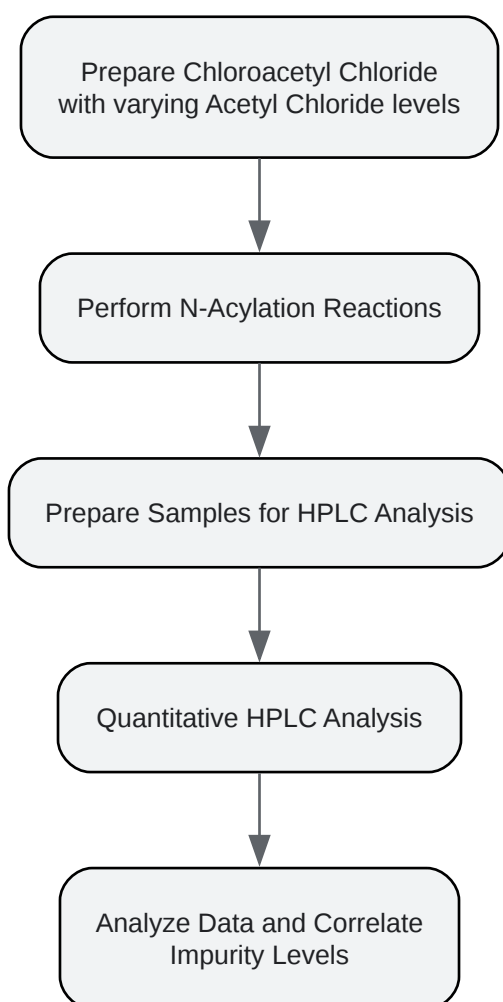 Prepare Chloroacetyl Chloride
with varying Acetyl Chloride levels
Perform N-Acylation Reactions
Prepare Samples for HPLC Analysis
Quantitative HPLC Analysis
Analyze Data and Correlate
Impurity Levels